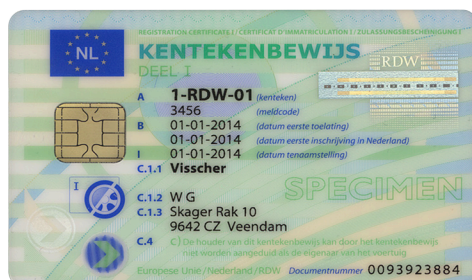 REGISTRATION CERTIFICATE I / CERTIFICAT D'IMMATRICULATION I / ZULASSUNGSBESCHEINIGUNG I
NL
KENTEKENBEWIJS
DEEL I
RDW
A 1-RDW-01 (kenteken)
3456 (meldcode)
B 01-01-2014 (datum eerste toelating)
01-01-2014 (datum eerste inschrijving in Nederland)
I 01-01-2014 (datum tenaamstelling)
C.1.1 Visscher
I
SPECIMEN
C.1.2 W G
C.1.3 Skager Rak 10
9642 CZ Veendam
C.4 c) De houder van dit kentekenbewijs kan door het kentekenbewijs
niet worden aangeduid als de eigenaar van het voertuig
Europese Unie / Nederland / RDW Documentnummer 0093923884